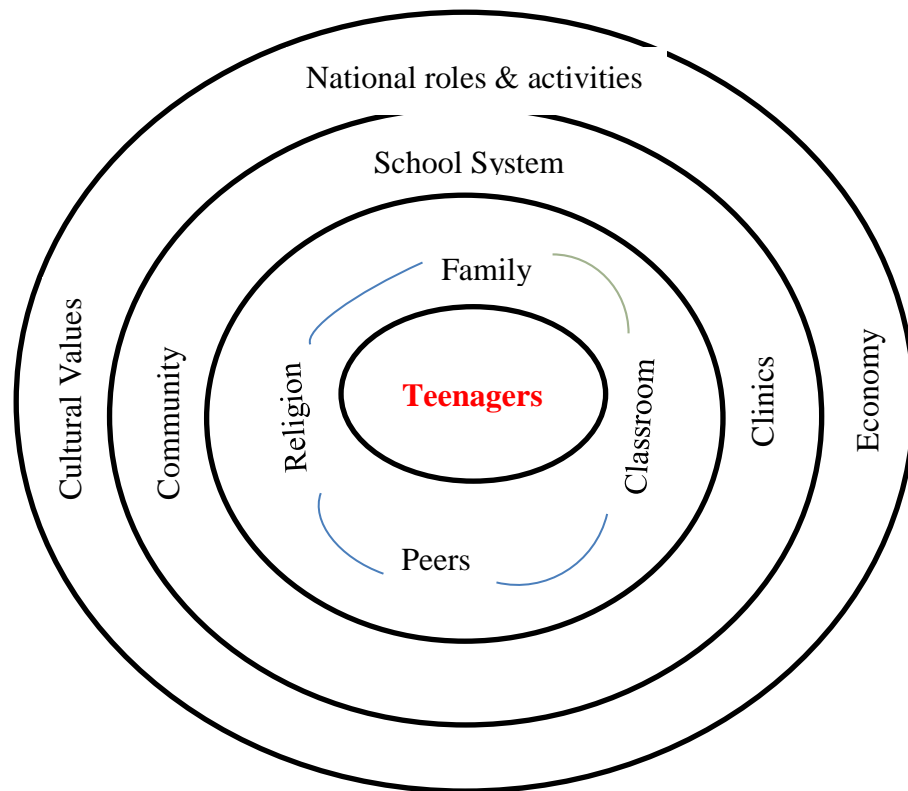 National roles & activities
School System
Family
Cultural Values
Community
Religion
Teenagers
Classroom
Clinics
Economy
Peers